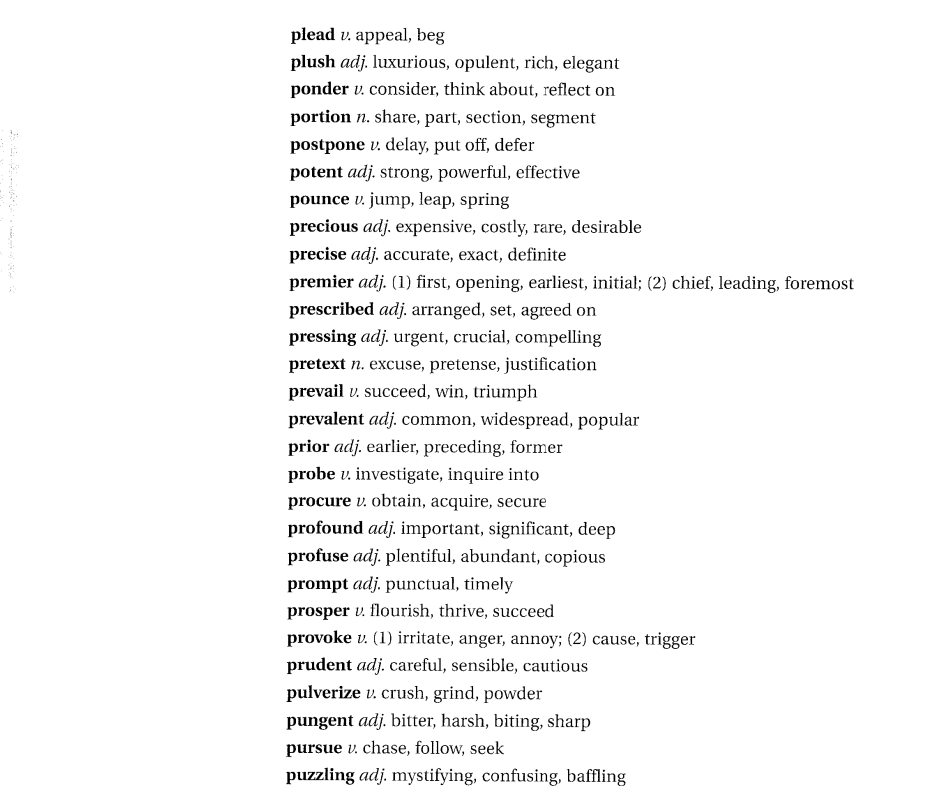 plead v. appeal, beg
plush adj. luxurious, opulent, rich, elegant
ponder v. consider, think about, reflect on
portion n. share, part, section, segment
postpone v. delay, put off, defer
potent adj. strong, powerful, effective
pounce v. jump, leap, spring
precious adj. expensive, costly, rare, desirable
precise adj. accurate, exact, definite
premier adj. (1) first, opening, earliest, initial; (2) chief, leading, foremost
prescribed adj. arranged, set, agreed on
pressing adj. urgent, crucial, compelling
pretext n. excuse, pretense, justification
prevail v. succeed, win, triumph
prevalent adj. common, widespread, popular
prior adj. earlier, preceding, former
probe v. investigate, inquire into
procure v. obtain, acquire, secure
profound adj. important, significant, deep
profuse adj. plentiful, abundant, copious
prompt adj. punctual, timely
prosper v. flourish, thrive, succeed
provoke v. (1) irritate, anger, annoy; (2) cause, trigger
prudent adj. careful, sensible, cautious
pulverize v. crush, grind, powder
pungent adj. bitter, harsh, biting, sharp
pursue v. chase, follow, seek
puzzling adj. mystifying, confusing, baffling